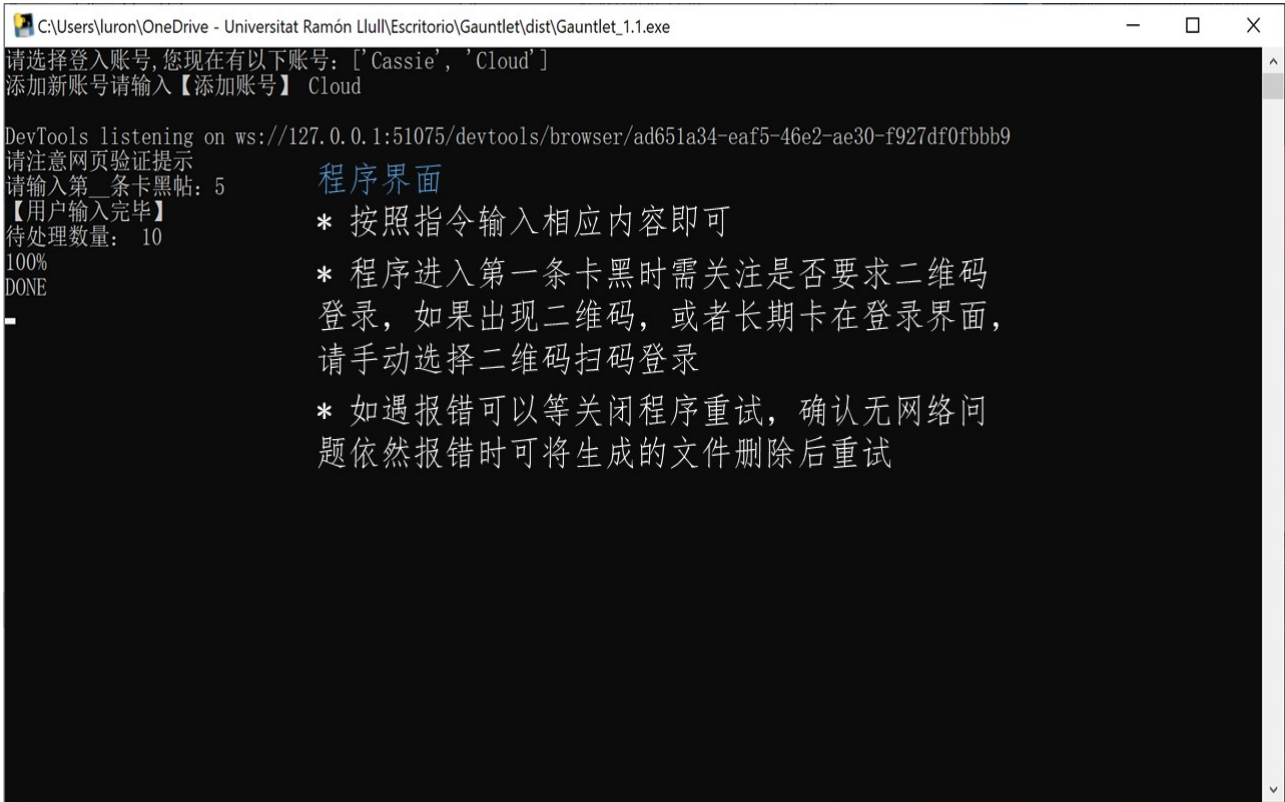 C:\Users\luron\OneDrive - Universitat Ramón Llull\Escritorio\Gauntlet\dist\Gauntlet_1.1.exe
请选择登入账号,您现在有以下账号: ['Cassie', 'Cloud']
添加新账号请输入【添加账号】 Cloud
DevTools listening on ws://127.0.0.1:51075/devtools/browser/ad651a34-eaf5-46e2-ae30-f927df0fbbb9
请注意网页验证提示
请输入第__条卡黑帖: 5
【用户输入完毕】
待处理数量: 10
100%
DONE
程序界面
* 按照指令输入相应内容即可
* 程序进入第一条卡黑时需关注是否要求二维码
登录，如果出现二维码，或者长期卡在登录界面，
请手动选择二维码扫码登录
* 如遇报错可以等关闭程序重试，确认无网络问
题依然报错时可将生成的文件删除后重试